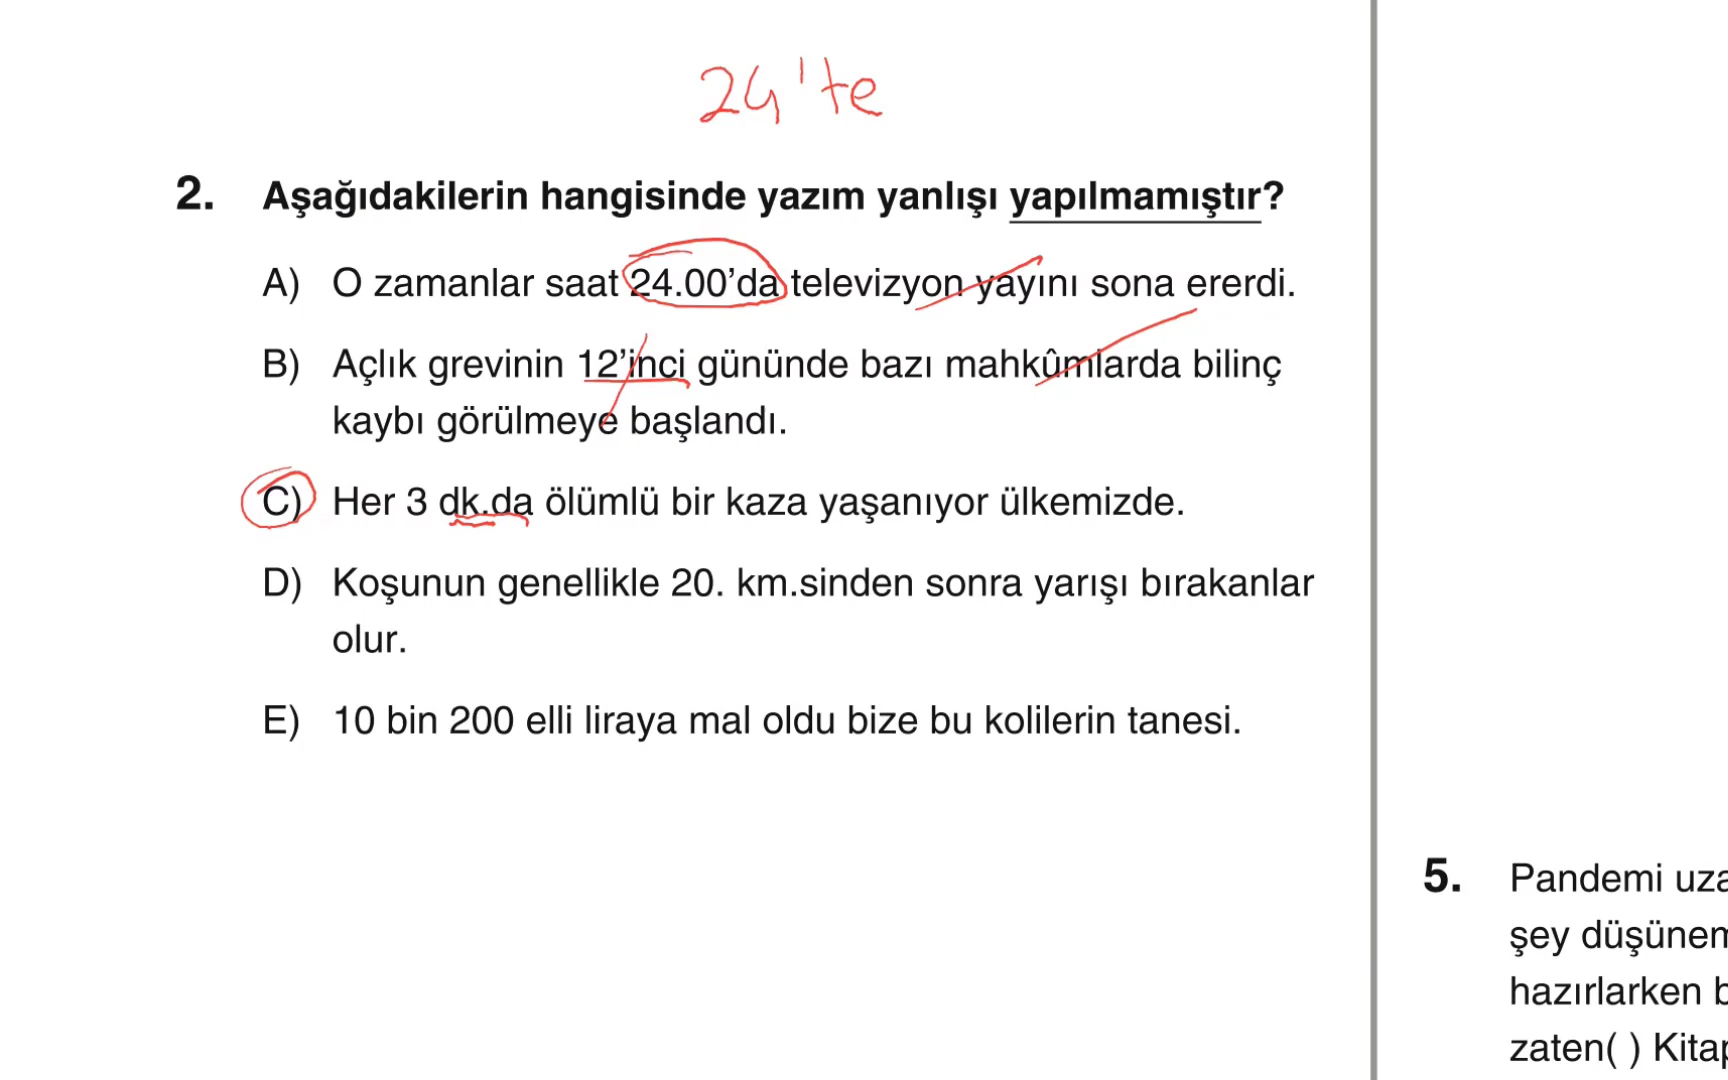 24'te
2. Aşağıdakilerin hangisinde yazım yanlışı yapılmamıştır?
A) O zamanlar saat 24.00’da televizyon yayını sona ererdi.
B) Açlık grevinin 12’inci gününde bazı mahkûmlarda bilinç
kaybı görülmeye başlandı.
C) Her 3 dk.da ölümlü bir kaza yaşanıyor ülkemizde.
D) Koşunun genellikle 20. km.sinden sonra yarışı bırakanlar
olur.
E) 10 bin 200 elli liraya mal oldu bize bu kolilerin tanesi.
5. Pandemi
şey
hazırlarken
zaten( )